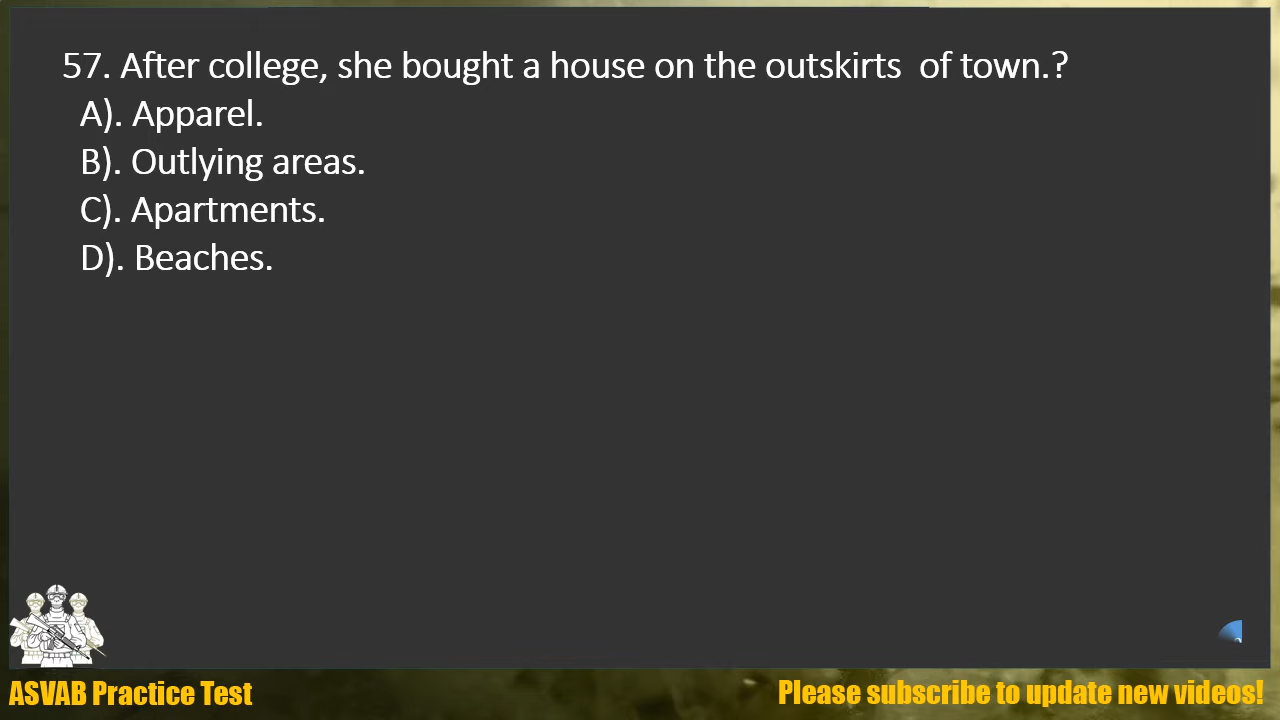 57. After college, she bought a house on the outskirts  of town.?
A). Apparel.
B). Outlying areas.
C). Apartments.
D). Beaches.
ASVAB Practice Test
Please subscribe to update new videos!